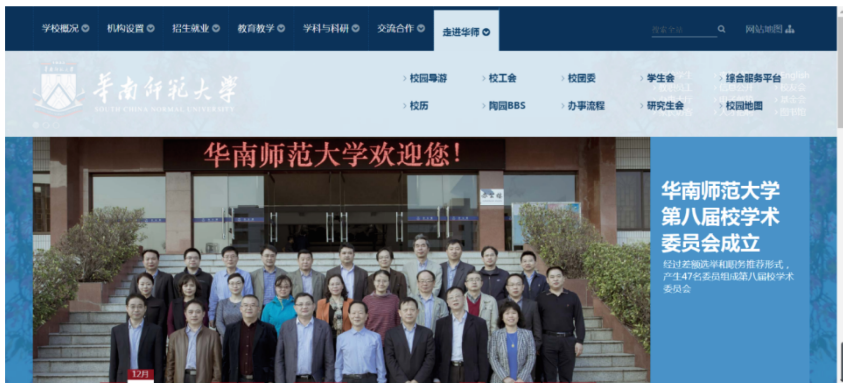 学校概况 机构设置 招生就业 教育教学 学科与科研 交流合作 走进华师
网站地图
校园导游 校工会 校团委 学生会 综合服务平台
校历 陶园BBS 办事流程 研究生会 校园地图
華南師範大學
SOUTH CHINA NORMAL UNIVERSITY
华南师范大学欢迎您!
华南师范大学
第八届校学术
委员会成立
经过差额选举和职务推荐形式,
产生47名委员组成第八届校学术
委员会
12月